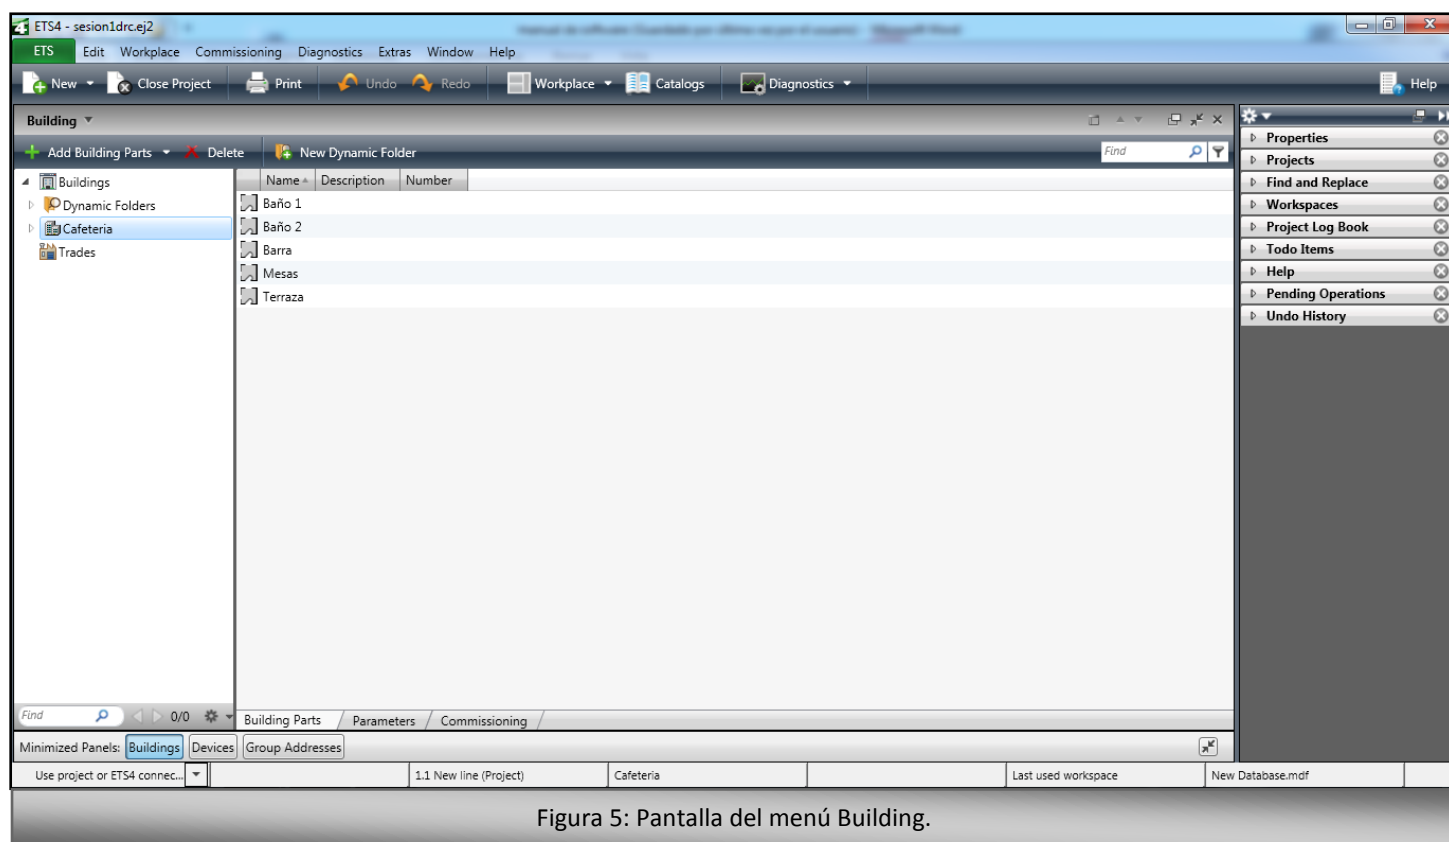 ETS4 - sesion1drc.ej2
ETS Edit Workplace Commissioning Diagnostics Extras Window Help
New Close Project Print Undo Redo Workplace Catalogs Diagnostics Help
Building
Add Building Parts Delete New Dynamic Folder Find
Buildings
Dynamic Folders
Cafeteria
Trades
Name Description Number
Baño 1
Baño 2
Barra
Mesas
Terraza
Properties
Projects
Find and Replace
Workspaces
Project Log Book
Todo Items
Help
Pending Operations
Undo History
Find 0/0
Building Parts Parameters Commissioning
Minimized Panels: Buildings Devices Group Addresses
Use project or ETS4 connec... 1.1 New line (Project) Cafeteria Last used workspace New Database.mdf
Figura 5: Pantalla del menú Building.